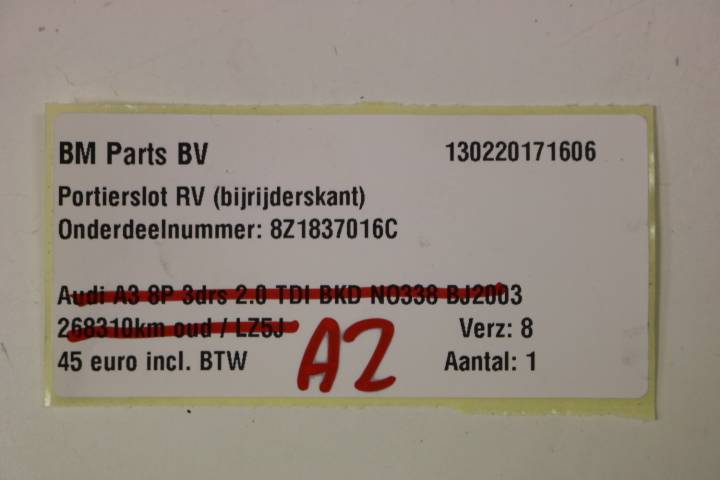 BM Parts BV 130220171606
Portierslot RV (bijrijderskant)
Onderdeelnummer: 8Z1837016C
Audi A3 8P 3drs 2.0 TDI BKD NO338 BJ2003
268310km oud / LZ5J Verz: 8
45 euro incl. BTW A2 Aantal: 1